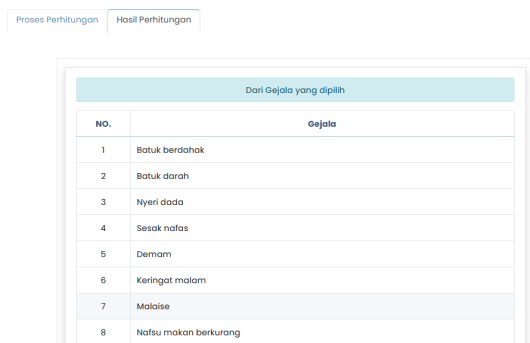 Proses Perhitungan Hasil Perhitungan
Dari Gejala yang dipilih
NO. Gejala
1 Batuk berdahak
2 Batuk darah
3 Nyeri dada
4 Sesak nafas
5 Demam
6 Keringat malam
7 Malaise
8 Nafsu makan berkurang